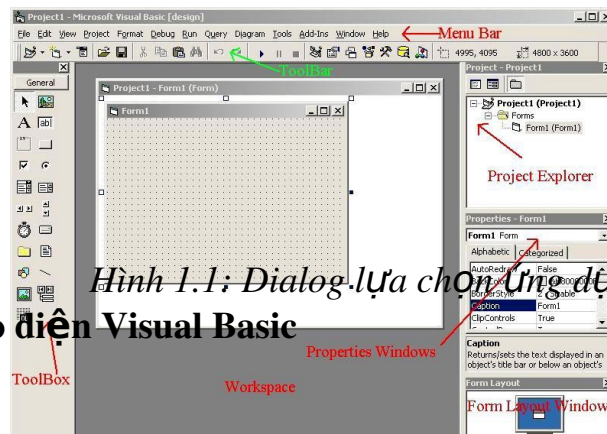 Project1 - Microsoft Visual Basic [design]
File Edit View Project Format Debug Run Query Diagram Tools Add-Ins Window Help
Menu Bar
4995, 4095
4800 x 3600
ToolBar
General
Project1 - Form1 (Form)
Form1
Project - Project1
Project1 (Project1)
Forms
Form1 (Form1)
Project Explorer
Properties - Form1
Form1 Form
Alphabetic Categorized
AutoRedraw False
BackColor
BorderStyle 2
Caption Form1
ClipControls True
Hình 1.1: Dialog lựa chọn ứng
diện Visual Basic
Properties Windows
Caption
Returns/sets the text displayed in an
object's title bar or below an object's
ToolBox
Workspace
Form Layout
Form Layout Window